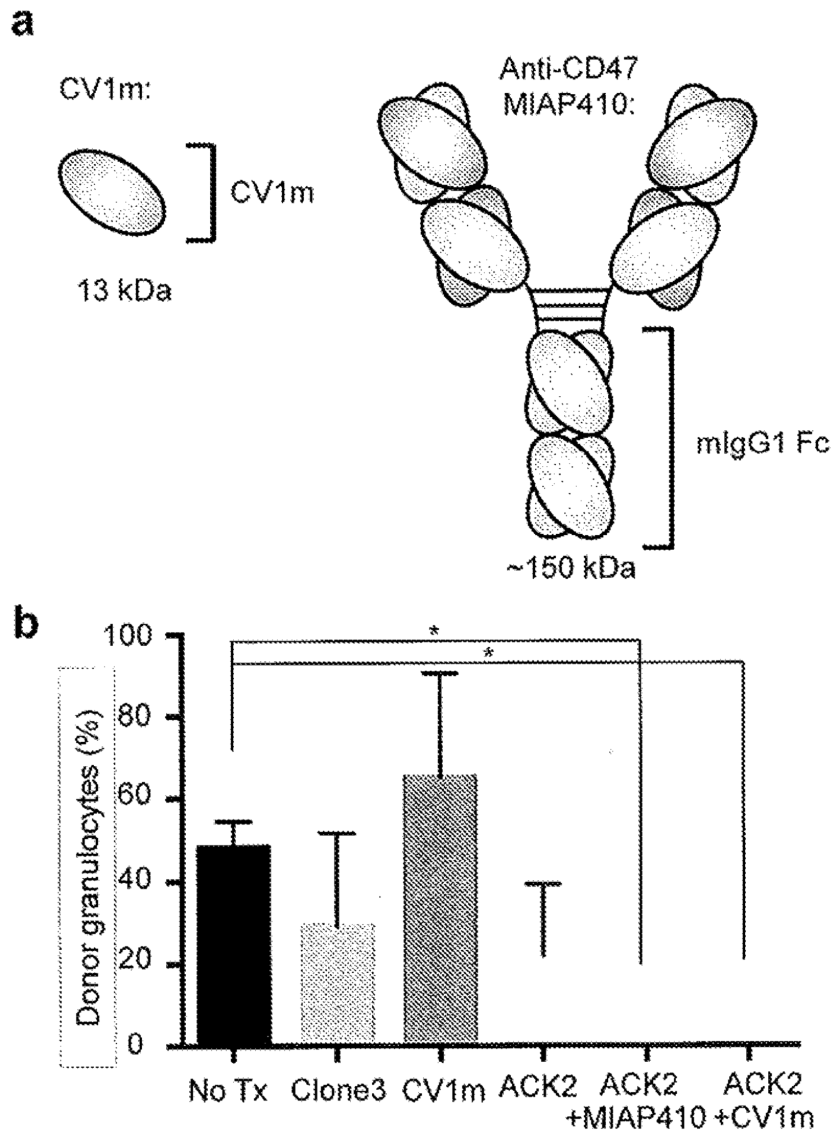 a
CV1m:
CV1m
13 kDa
Anti-CD47
MIAP410:
mIgG1 Fc
~150 kDa
b
Donor granulocytes (%)
100
80
60
40
20
0
*
*
No Tx
Clone3
CV1m
ACK2
ACK2
+MIAP410
ACK2
+CV1m